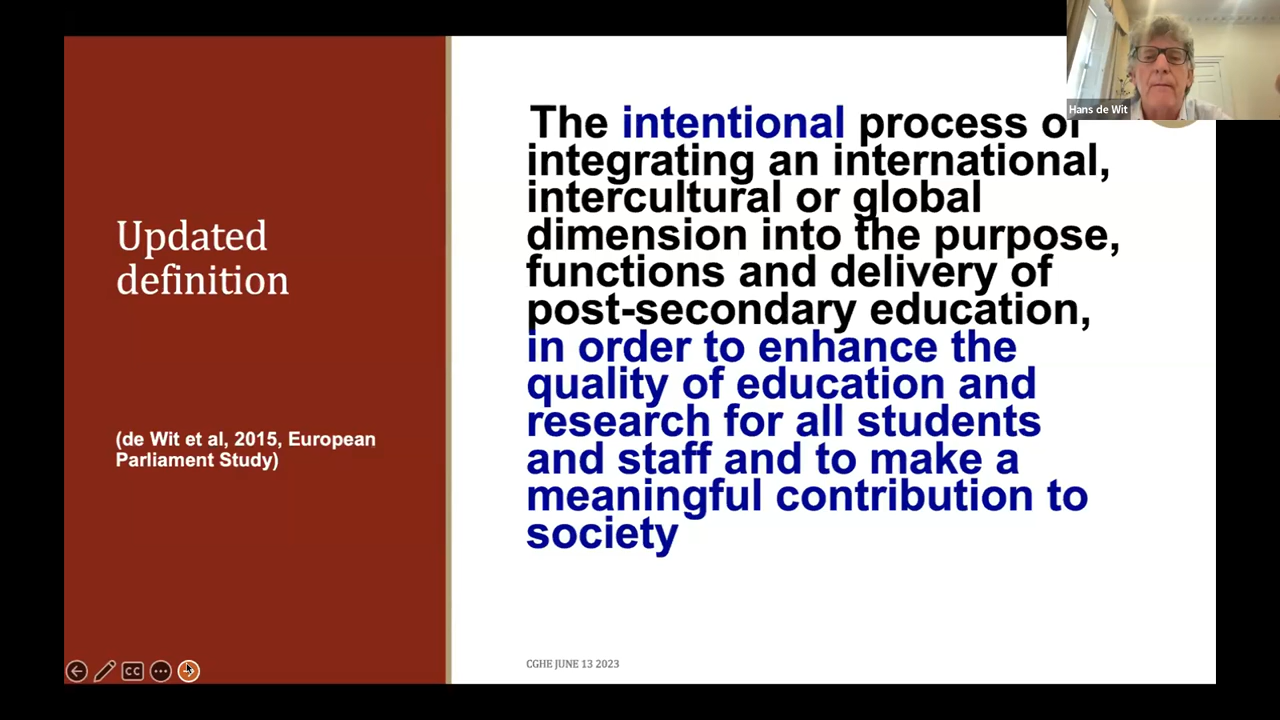 Hans de Wit
Updated
definition
(de Wit et al, 2015, European
Parliament Study)
The intentional process of
integrating an international,
intercultural or global
dimension into the purpose,
functions and delivery of
post-secondary education,
in order to enhance the
quality of education and
research for all students
and staff and to make a
meaningful contribution to
society
CC
CGHE JUNE 13 2023